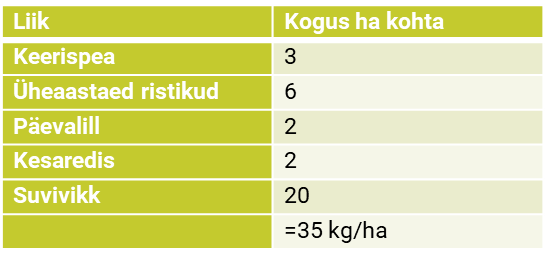 Liik Kogus ha kohta
Keerispea 3
Üheaastaed ristikud 6
Päevalill 2
Kesaredis 2
Suvivikk 20
=35 kg/ha